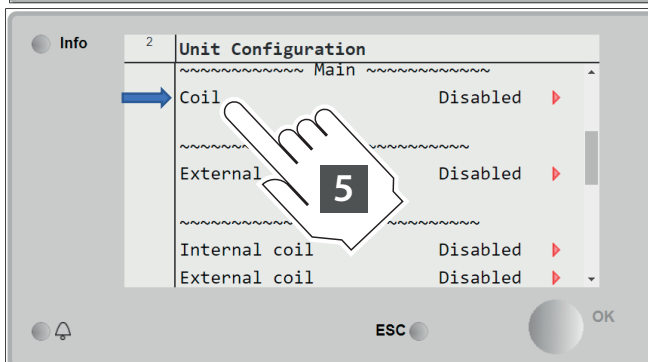 Info
2
Unit Configuration
~~~~~~~~~~~~ Main ~~~~~~~~~~~~
Coil Disabled
External Disabled
5
Internal coil Disabled
External coil Disabled
ESC
OK